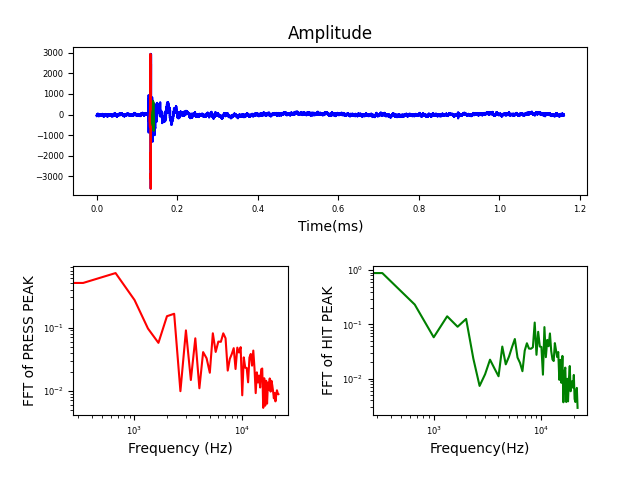 Amplitude
3000
2000
1000
0
−1000
−2000
−3000
0.0 0.2 0.4 0.6 0.8 1.0 1.2
Time(ms)
FFT of PRESS PEAK
10⁻¹
10⁻²
10³ 10⁴
Frequency (Hz)
FFT of HIT PEAK
10⁰
10⁻¹
10⁻²
10³ 10⁴
Frequency(Hz)